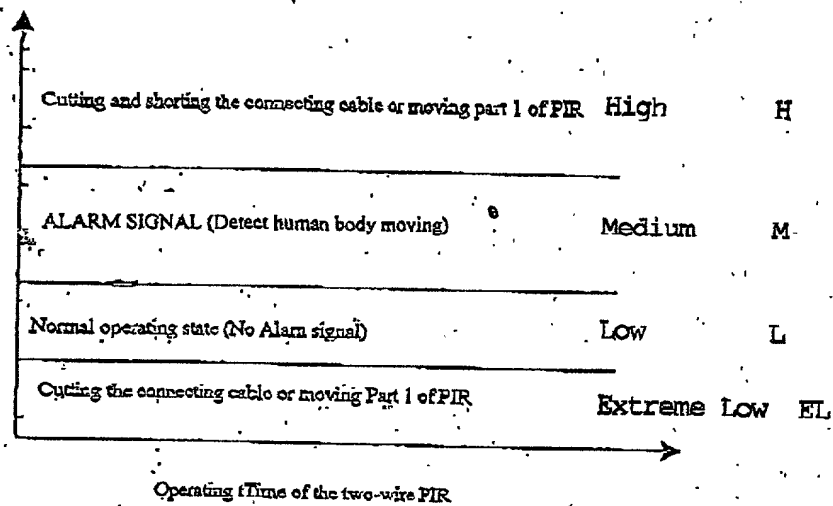 Cutting and shorting the connecting cable or moving part 1 of PIR High H
ALARM SIGNAL (Detect human body moving) Medium M
Normal operating state (No Alam signal) Low L
Cutting the connecting cable or moving Part 1 of PIR Extreme Low EL
Operating tTime of the two-wire PIR